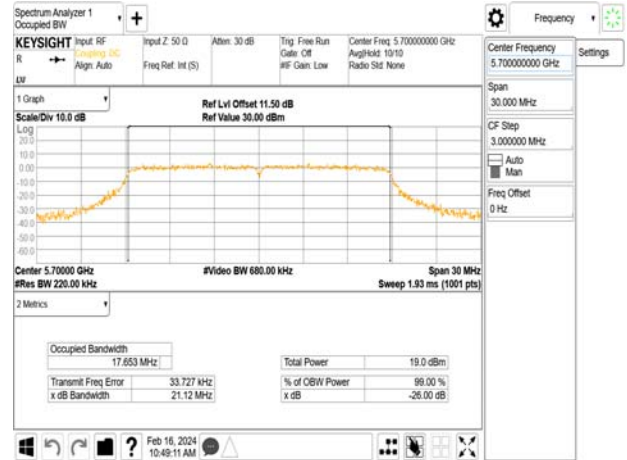 Spectrum Analyzer 1
Occupied BW
+
Frequency
KEYSIGHT
Input: RF
Coupling: DC
Align: Auto
Input Z: 50 Ω
Freq Ref: Int (S)
Atten: 30 dB
Trig: Free Run
Gate: Off
#IF Gain: Low
Center Freq: 5.700000000 GHz
Avg|Hold: 10/10
Radio Std: None
R
LVI
Center Frequency
5.700000000 GHz
Settings
Span
30.000 MHz
CF Step
3.000000 MHz
Auto
Man
Freq Offset
0 Hz
1 Graph
Scale/Div 10.0 dB
Ref Lvl Offset 11.50 dB
Ref Value 30.00 dBm
Log
20.0
10.0
0.00
-10.0
-20.0
-30.0
-40.0
-50.0
-60.0
Center 5.70000 GHz
#Video BW 680.00 kHz
Span 30 MHz
#Res BW 220.00 kHz
Sweep 1.93 ms (1001 pts)
2 Metrics
Occupied Bandwidth
17.653 MHz
Total Power 19.0 dBm
Transmit Freq Error 33.727 kHz
% of OBW Power 99.00 %
x dB Bandwidth 21.12 MHz
x dB -26.00 dB
?
Feb 16, 2024
10:49:11 AM